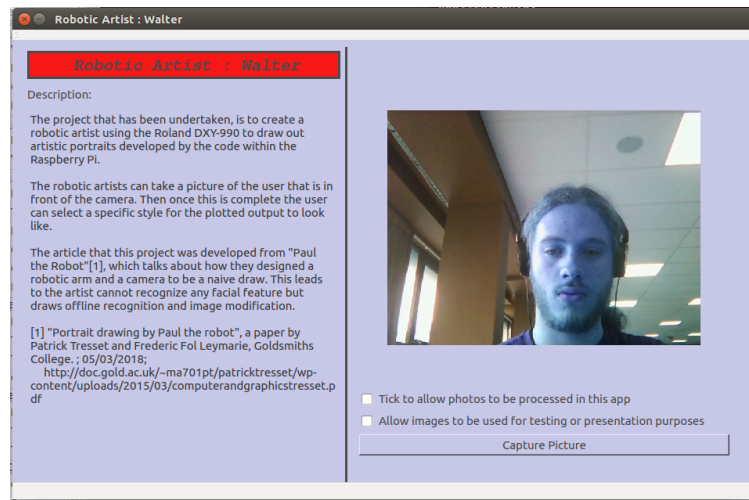 Robotic Artist : Walter
Robotic Artist : Walter
Description:
The project that has been undertaken, is to create a
robotic artist using the Roland DXY-990 to draw out
artistic portraits developed by the code within the
Raspberry Pi.
The robotic artists can take a picture of the user that is in
front of the camera. Then once this is complete the user
can select a specific style for the plotted output to look
like.
The article that this project was developed from "Paul
the Robot"[1], which talks about how they designed a
robotic arm and a camera to be a naive draw. This leads
to the artist cannot recognize any facial feature but
draws offline recognition and image modification.
[1] "Portrait drawing by Paul the robot", a paper by
Patrick Tresset and Frederic Fol Leymarie, Goldsmiths
College. ; 05/03/2018;
http://doc.gold.ac.uk/~ma701pt/patricktresset/wp-
content/uploads/2015/03/computerandgraphicstresset.p
df
Tick to allow photos to be processed in this app
Allow images to be used for testing or presentation purposes
Capture Picture